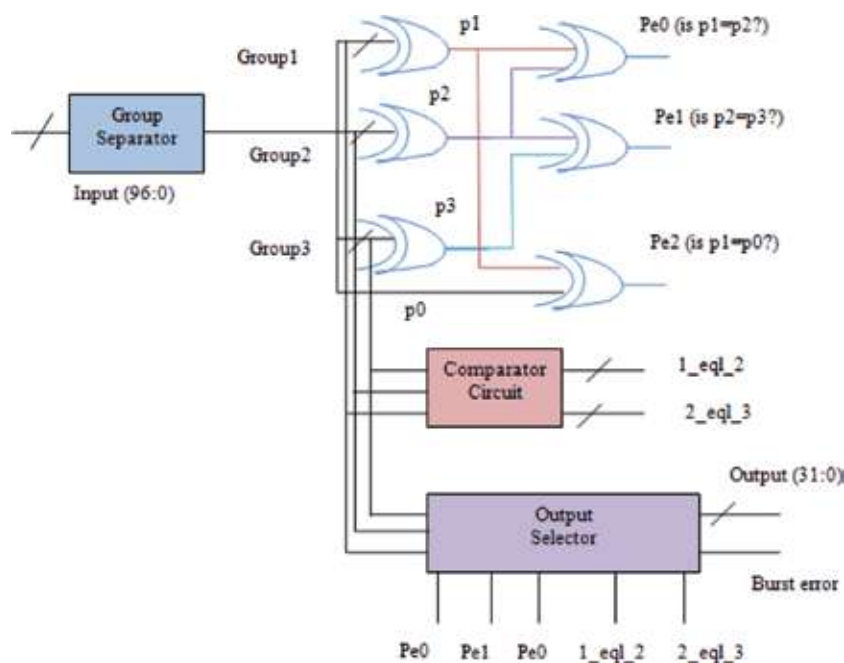 p1
Pe0 (is p1=p2?)
Group1
p2
Pe1 (is p2=p3?)
Group
Separator
Group2
Input (96:0)
p3
Pe2 (is p1=p0?)
Group3
p0
Comparator
Circuit
1_eql_2
2_eql_3
Output (31:0)
Output
Selector
Burst error
Pe0 Pe1 Pe0 1_eql_2 2_eql_3